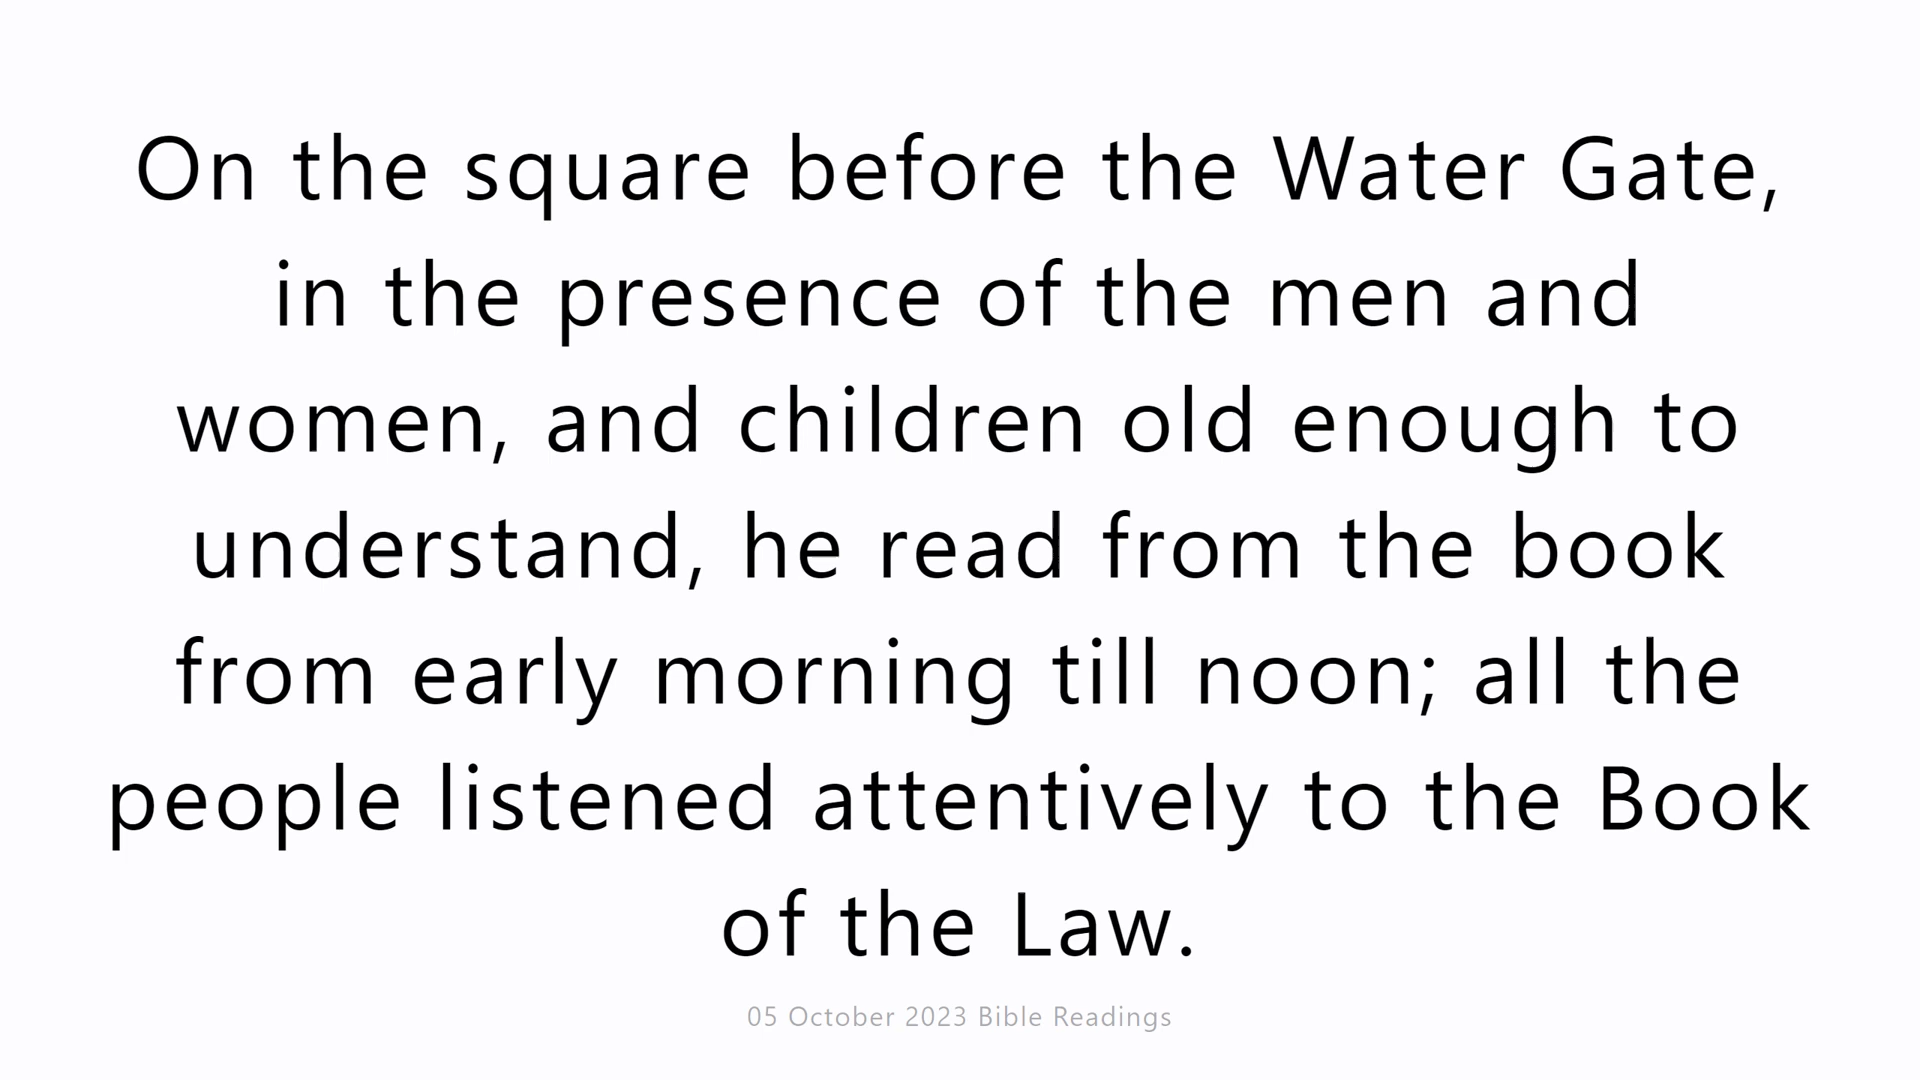 On the square before the Water Gate,
in the presence of the men and
women, and children old enough to
understand, he read from the book
from early morning till noon; all the
people listened attentively to the Book
of the Law.
05 October 2023 Bible Readings